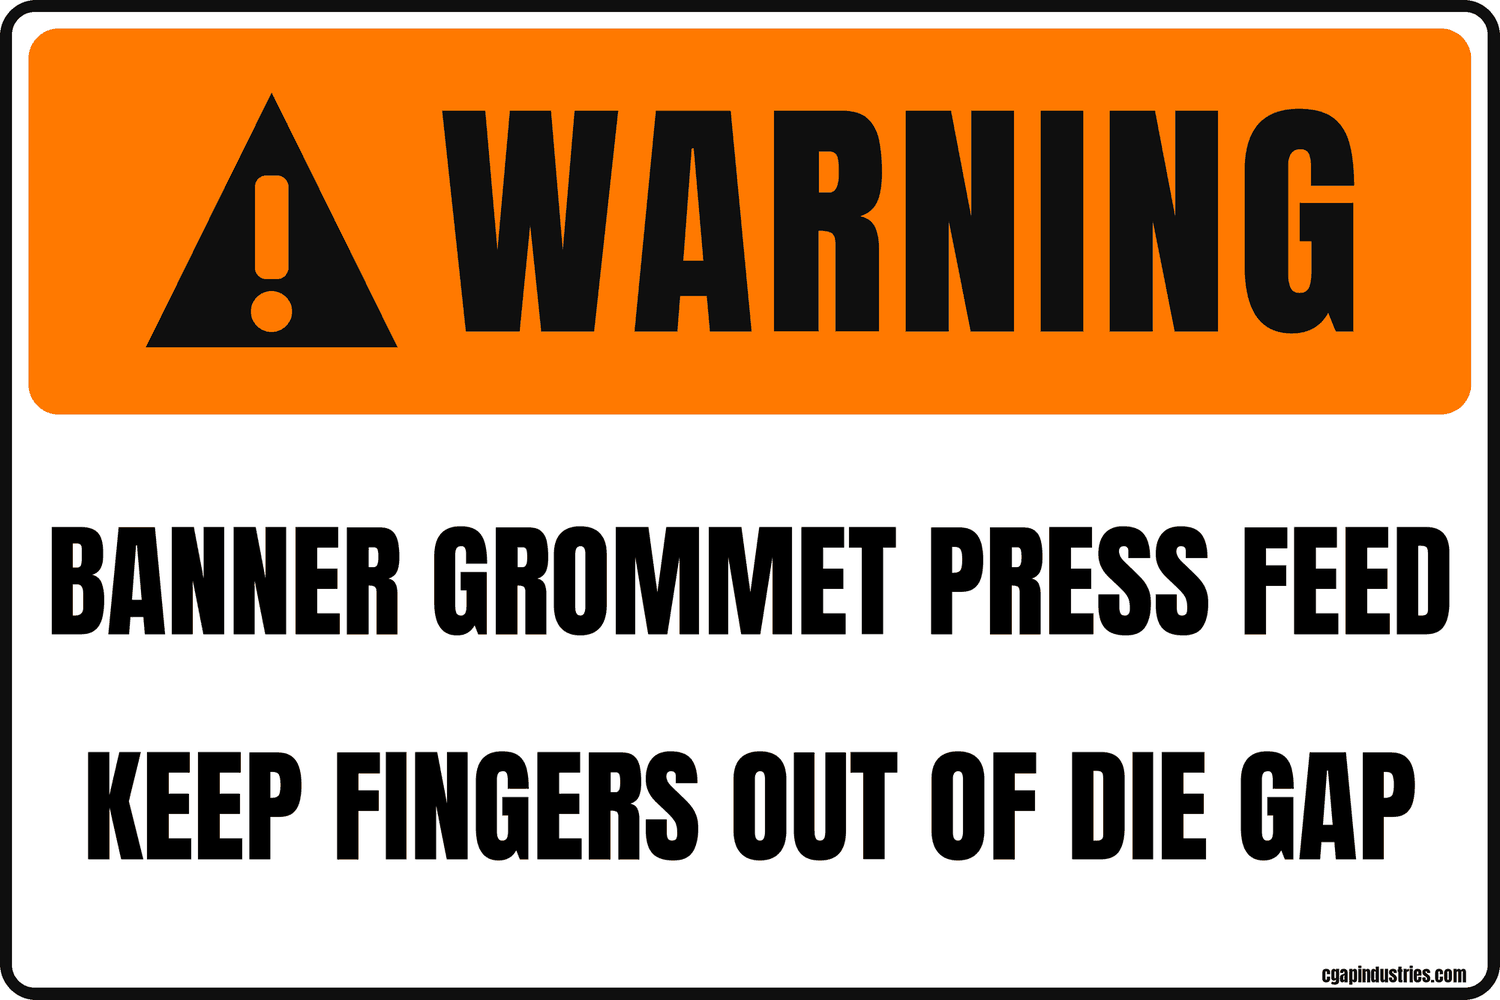 WARNING
BANNER GROMMET PRESS FEED
KEEP FINGERS OUT OF DIE GAP
cgapindustries.com